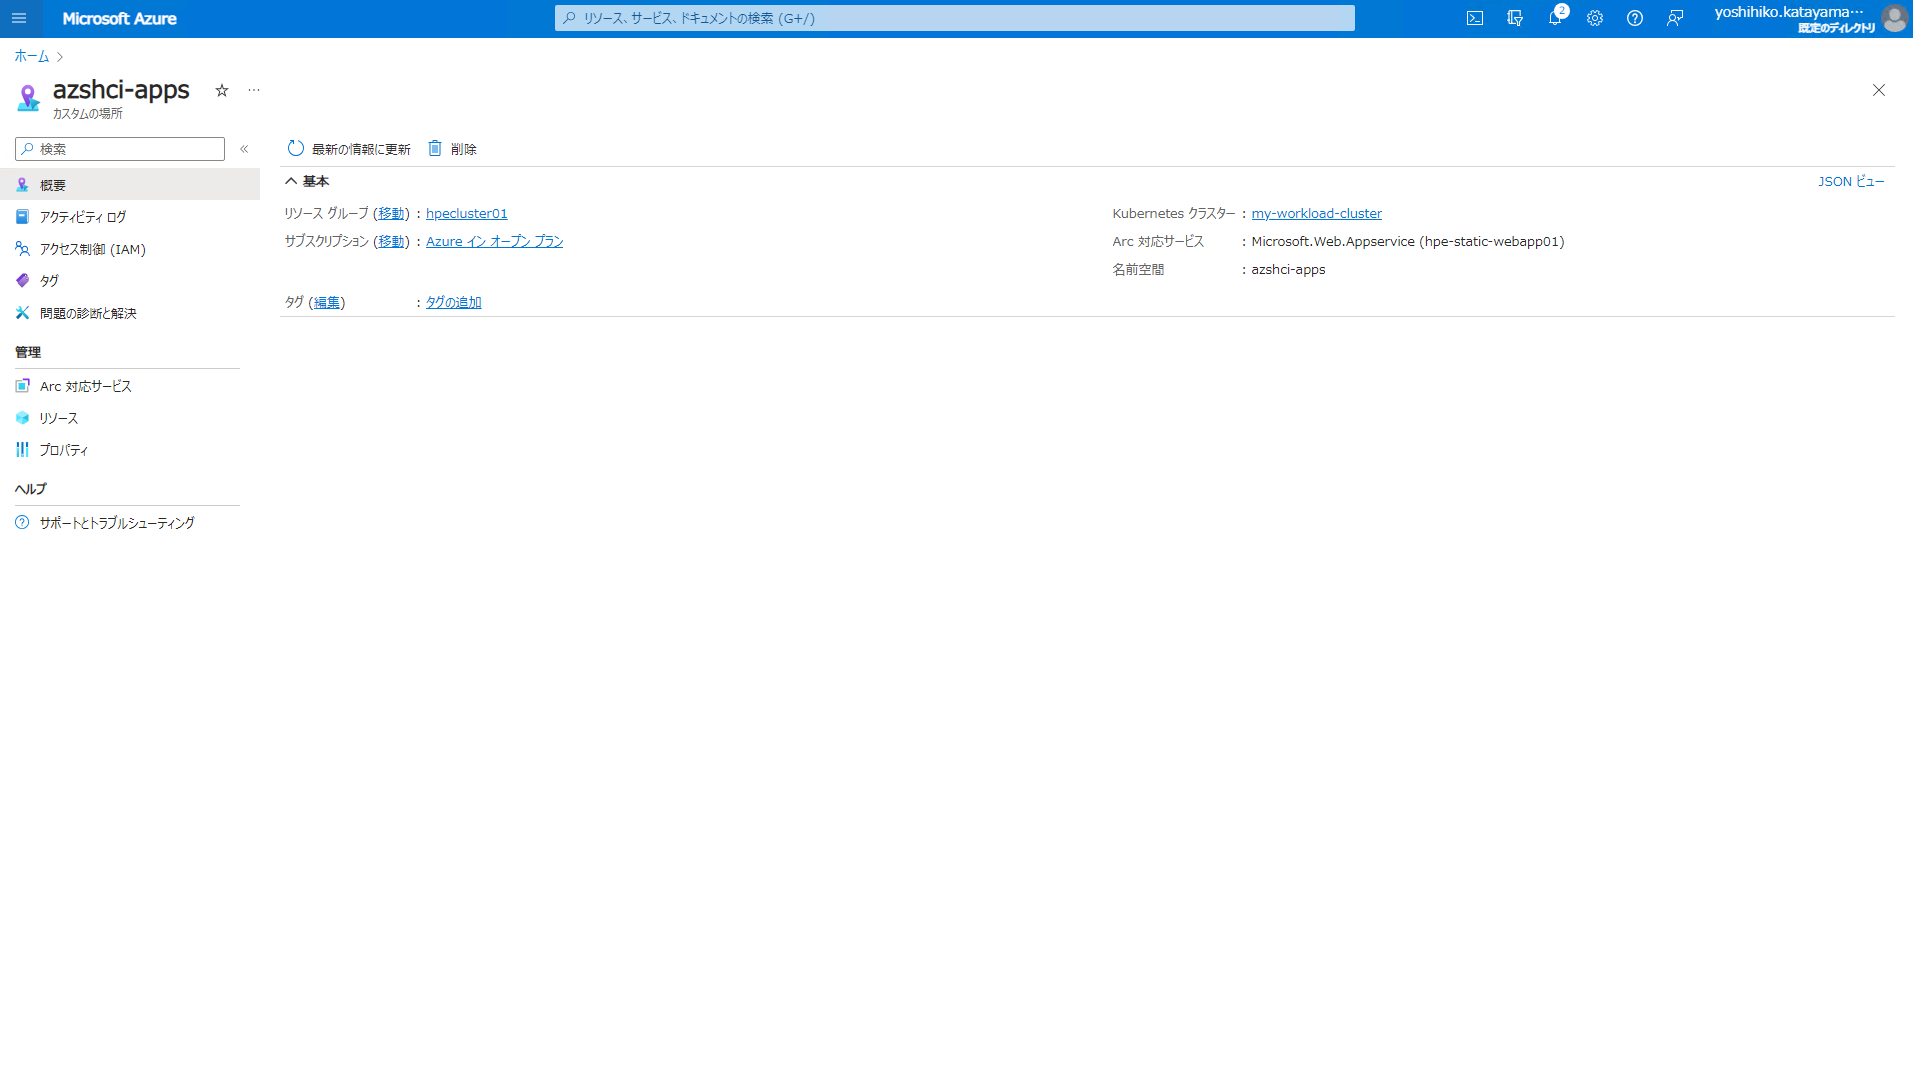 Microsoft Azure
リソース、サービス、ドキュメントの検索 (G+/)
2
yoshihiko.katayama…
既定のディレクトリ
ホーム
azshci-apps
カスタムの場所
検索
概要
アクティビティ ログ
アクセス制御 (IAM)
タグ
問題の診断と解決
管理
Arc 対応サービス
リソース
プロパティ
ヘルプ
サポートとトラブルシューティング
最新の情報に更新 削除
基本
JSON ビュー
リソース グループ (移動) : hpecluster01
サブスクリプション (移動) : Azure イン オープン プラン
タグ (編集) : タグの追加
Kubernetes クラスター : my-workload-cluster
Arc 対応サービス : Microsoft.Web.Appservice (hpe-static-webapp01)
名前空間 : azshci-apps